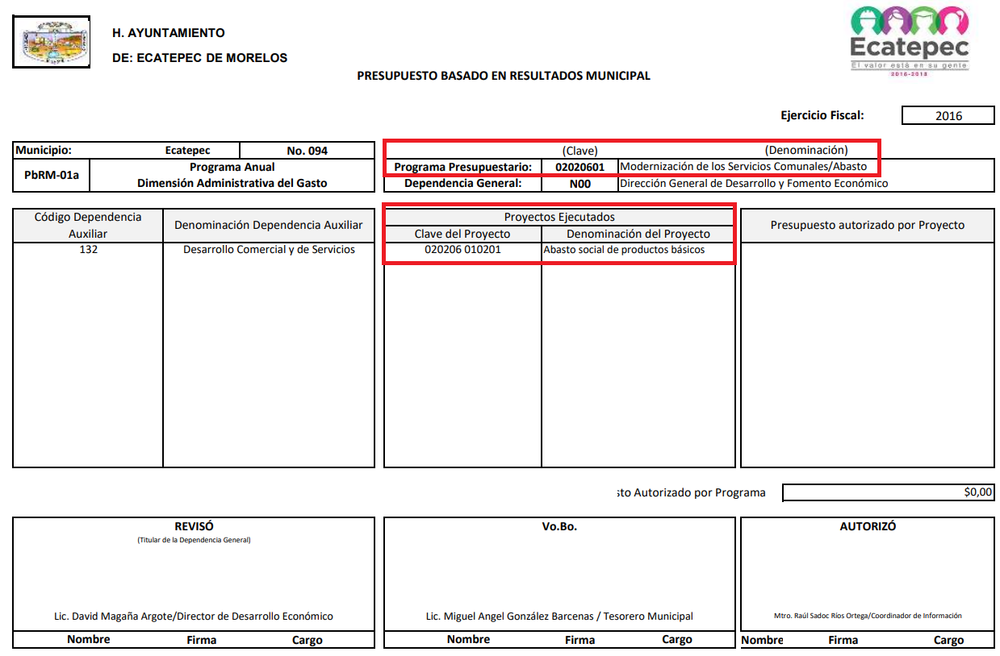 H. AYUNTAMIENTO
DE: ECATEPEC DE MORELOS
Ecatepec
El valor está en su gente
2016-2018
PRESUPUESTO BASADO EN RESULTADOS MUNICIPAL
Ejercicio Fiscal: 2016
Municipio: Ecatepec No. 094
PbRM-01a
Programa Anual
Dimensión Administrativa del Gasto
(Clave) (Denominación)
Programa Presupuestario: 02020601 Modernización de los Servicios Comunales/Abasto
Dependencia General: N00 Dirección General de Desarrollo y Fomento Económico
Código Dependencia
Auxiliar
Denominación Dependencia Auxiliar
132 Desarrollo Comercial y de Servicios
Proyectos Ejecutados
Clave del Proyecto Denominación del Proyecto
020206 010201 Abasto social de productos básicos
Presupuesto autorizado por Proyecto
sto Autorizado por Programa $0,00
REVISÓ
(Titular de la Dependencia General)
Lic. David Magaña Argote/Director de Desarrollo Económico
Nombre Firma Cargo
Vo.Bo.
Lic. Miguel Angel González Barcenas / Tesorero Municipal
Nombre Firma Cargo
AUTORIZÓ
Mtro. Raúl Sadoc Ríos Ortega/Coordinador de Información
Nombre Firma Cargo